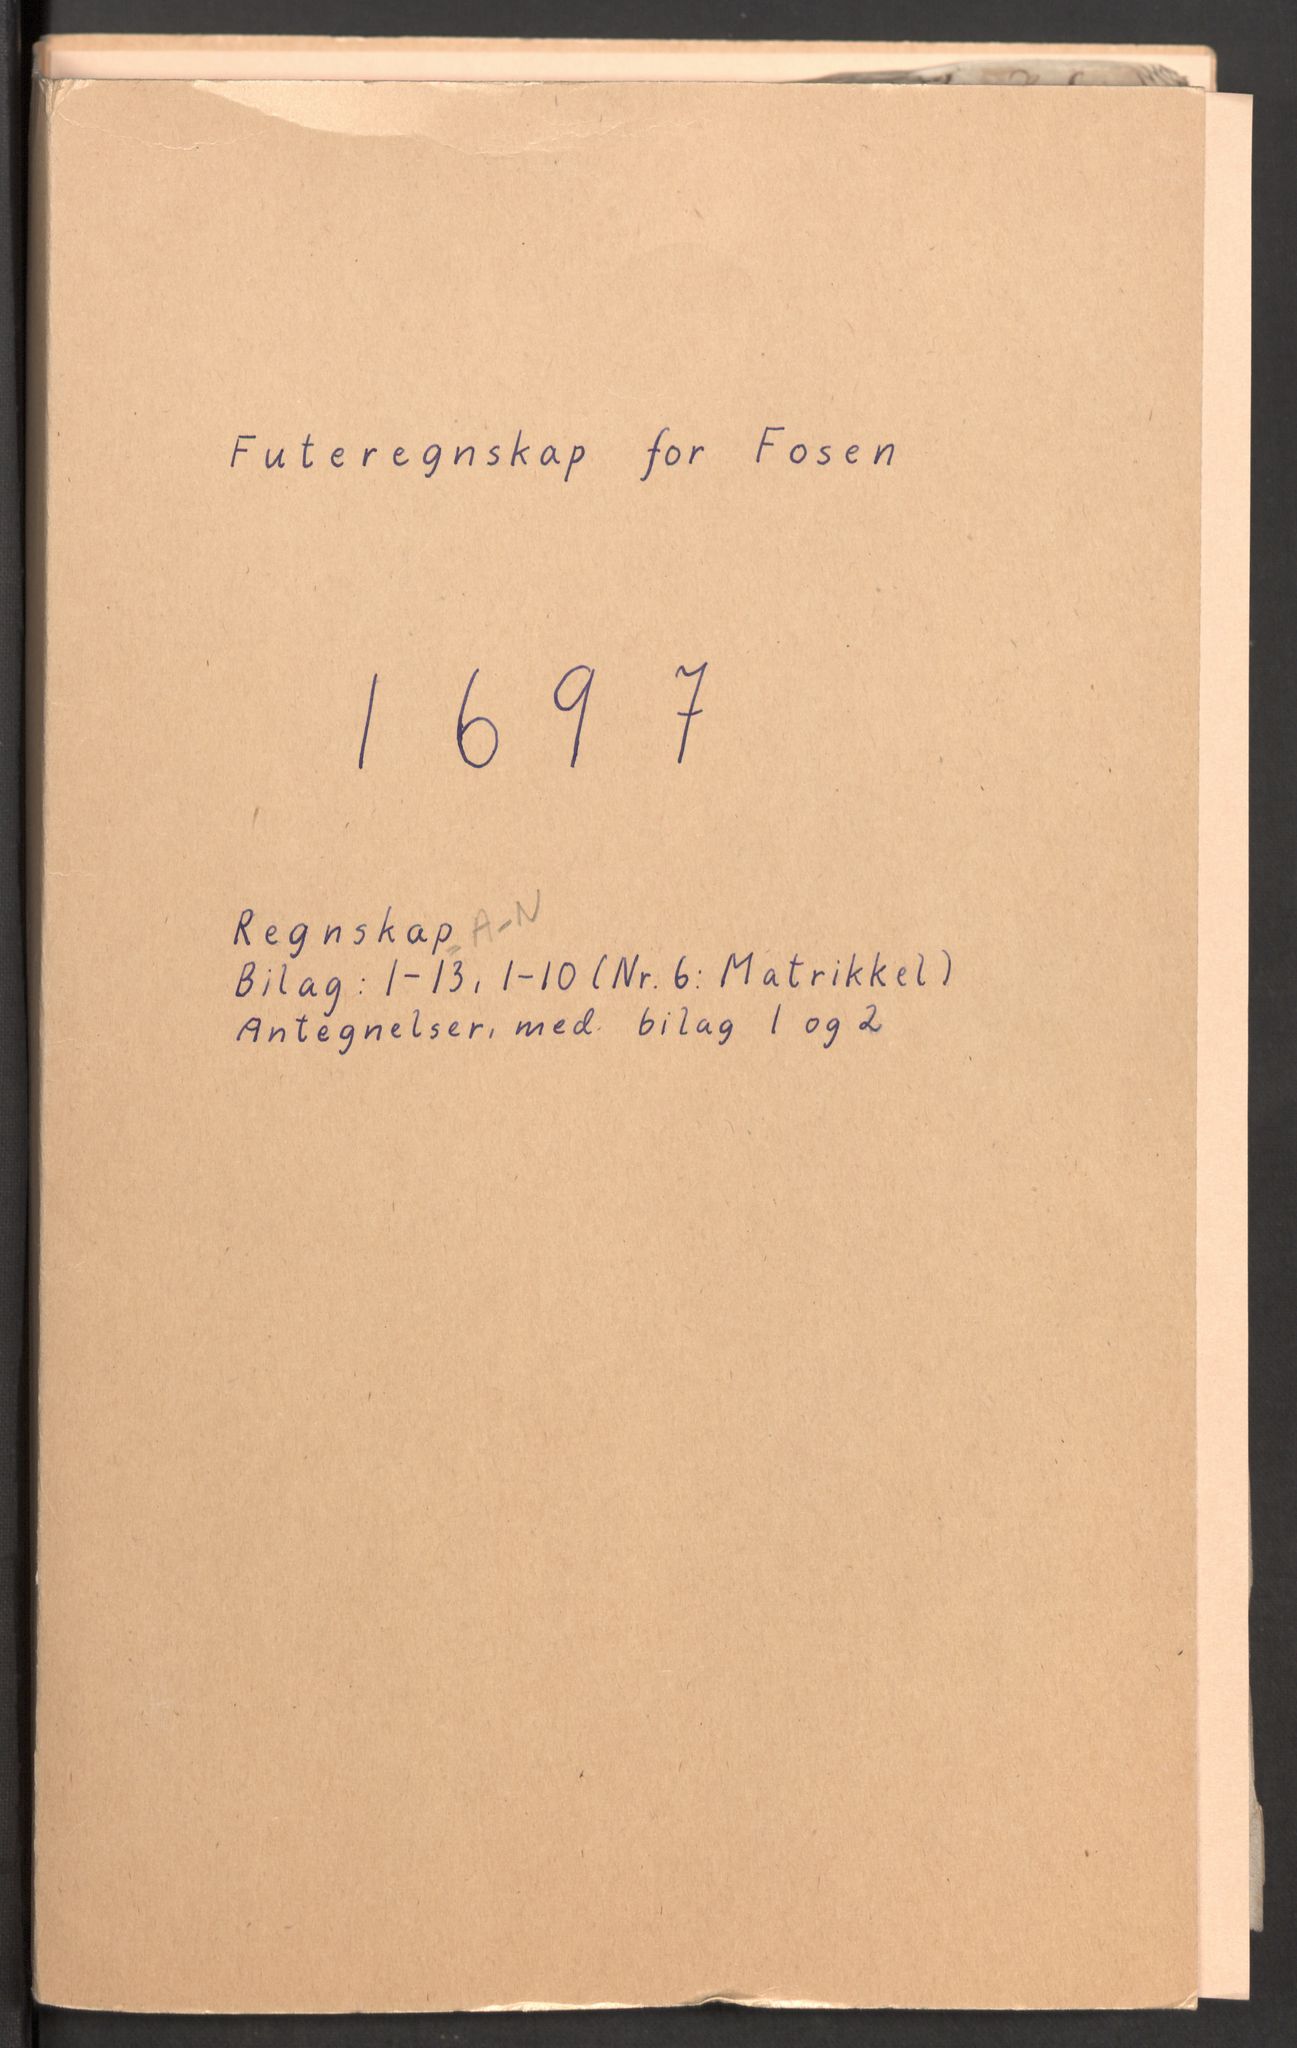 Futeregnskap for Fosen
1697
Regnskap A-N
Bilag: 1-13, 1-10 (Nr. 6: Matrikkel)
Antegnelser, med bilag 1 og 2